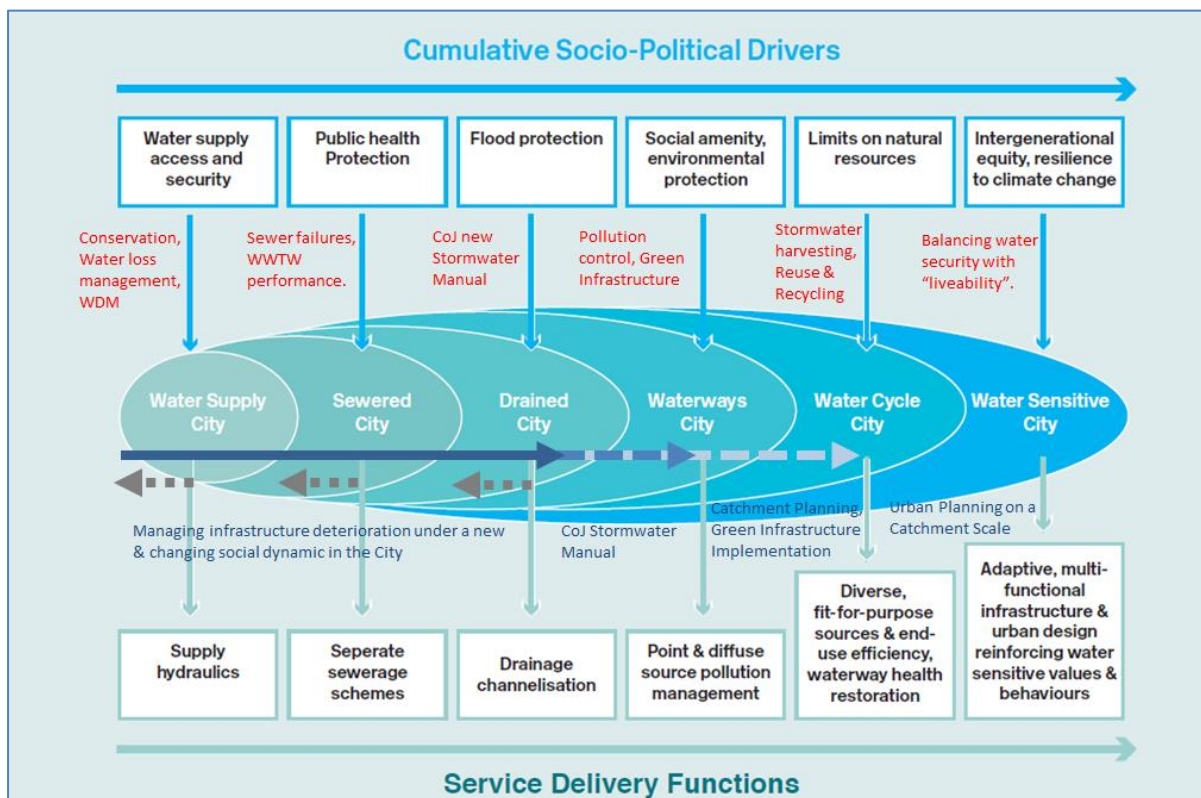 Cumulative Socio-Political Drivers
Water supply
access and
security
Public health
Protection
Flood protection
Social amenity,
environmental
protection
Limits on natural
resources
Intergenerational
equity, resilience
to climate change
Conservation,
Water loss
management,
WDM
Sewer failures,
WWTW
performance.
CoJ new
Stormwater
Manual
Pollution
control, Green
Infrastructure
Stormwater
harvesting,
Reuse &
Recycling
Balancing water
security with
“liveability”.
Water Supply
City
Sewered
City
Drained
City
Waterways
City
Water Cycle
City
Water Sensitive
City
Managing infrastructure deterioration under a new
& changing social dynamic in the City
CoJ Stormwater
Manual
Catchment Planning,
Green Infrastructure
Implementation
Urban Planning on a
Catchment Scale
Supply
hydraulics
Seperate
sewerage
schemes
Drainage
channelisation
Point & diffuse
source pollution
management
Diverse,
fit-for-purpose
sources & end-
use efficiency,
waterway health
restoration
Adaptive, multi-
functional
infrastructure &
urban design
reinforcing water
sensitive values &
behaviours
Service Delivery Functions